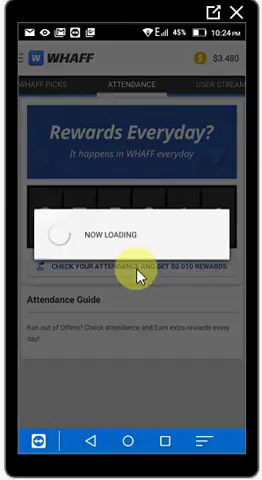 45% 10:24 PM
WHAFF $3.480
WHAFF PICKS ATTENDANCE USER STREAM
Rewards Everyday?
It happens in WHAFF everyday
NOW LOADING
CHECK YOUR ATTENDANCE AND GET $0.010 REWARDS
Attendance Guide
Ran out of Offers? Check attendance and Earn extra rewards every
day!